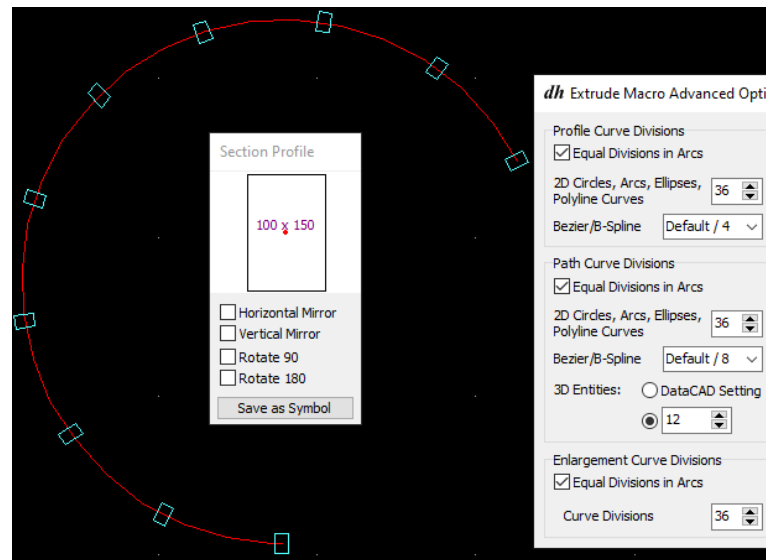 dh Extrude Macro Advanced Opti
Section Profile
100 x 150
Horizontal Mirror
Vertical Mirror
Rotate 90
Rotate 180
Save as Symbol
Profile Curve Divisions
Equal Divisions in Arcs
2D Circles, Arcs, Ellipses,
Polyline Curves
36
Bezier/B-Spline
Default / 4
Path Curve Divisions
Equal Divisions in Arcs
2D Circles, Arcs, Ellipses,
Polyline Curves
36
Bezier/B-Spline
Default / 8
3D Entities:
DataCAD Setting
12
Enlargement Curve Divisions
Equal Divisions in Arcs
Curve Divisions
36